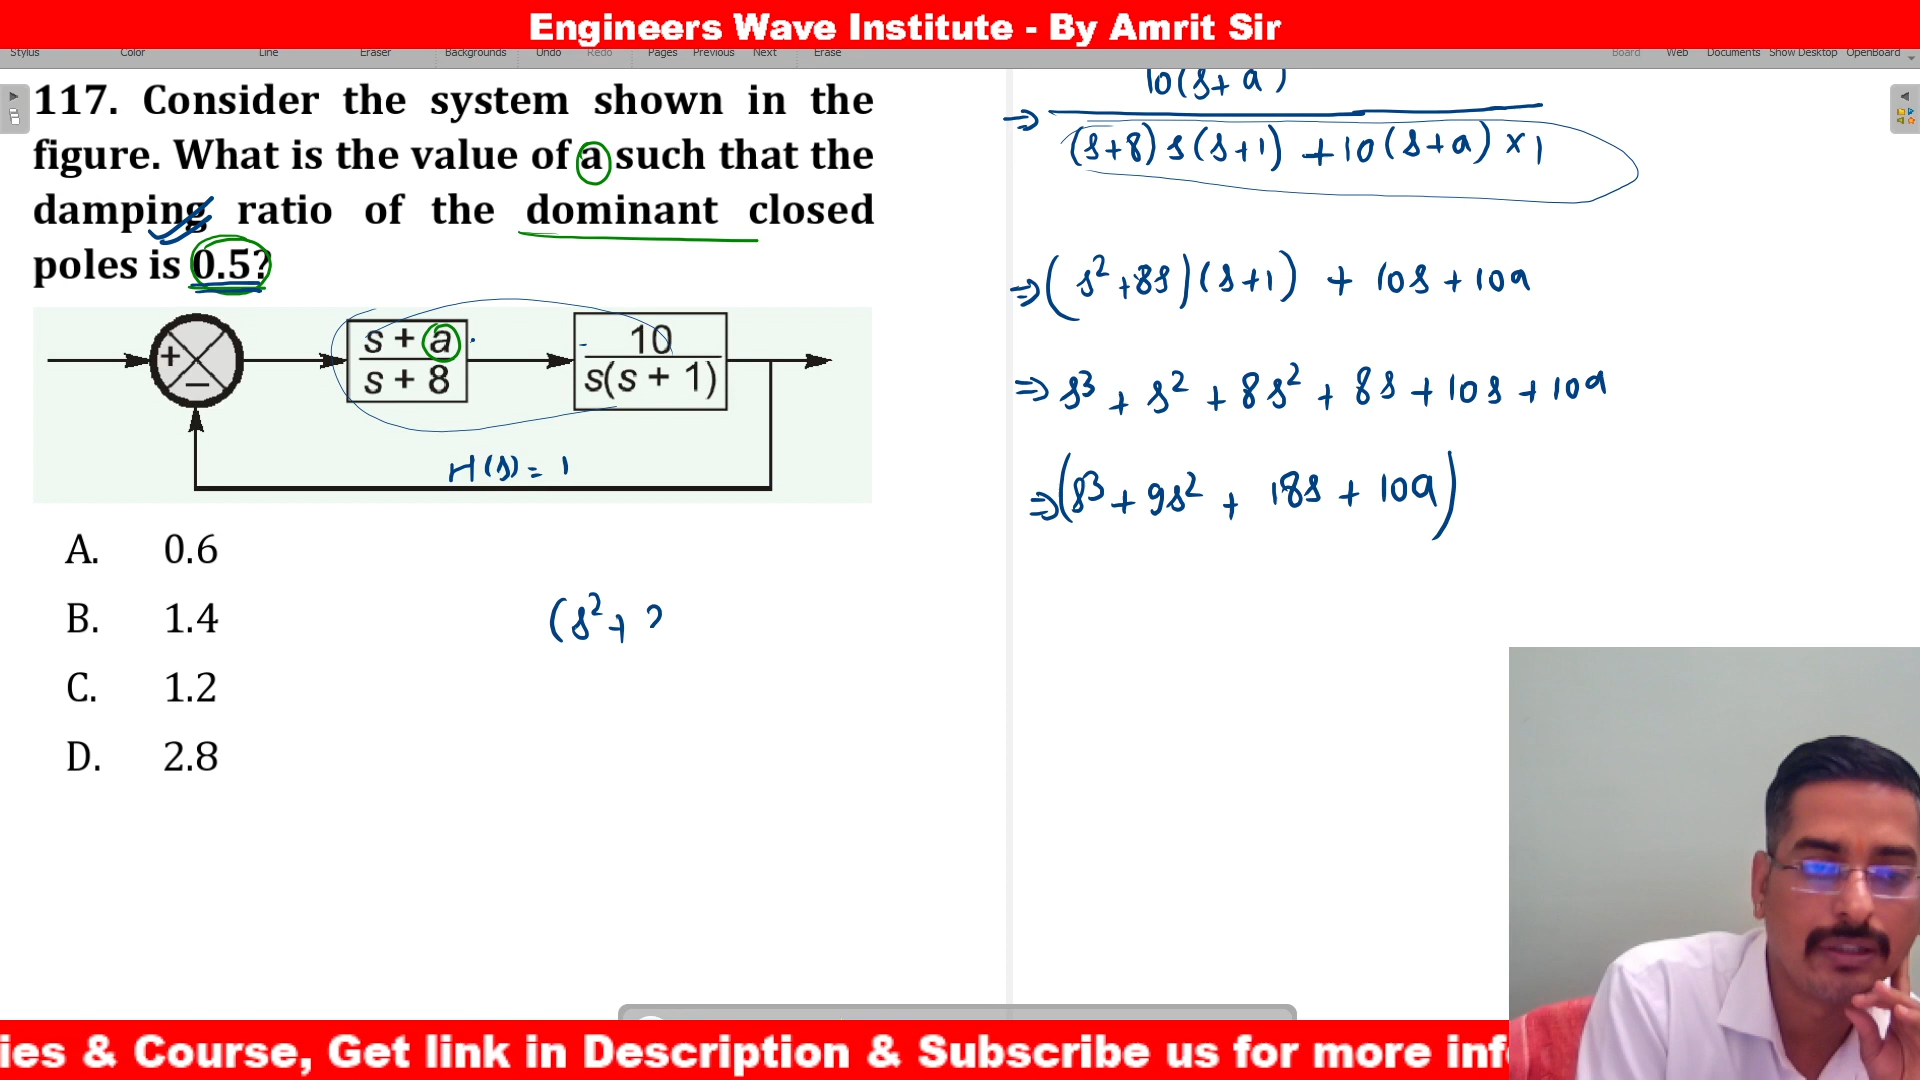 Engineers Wave Institute - By Amrit Sir
Stylus Color Line Eraser Backgrounds Undo Redo Pages Previous Next Erase Board Web Documents Show Desktop OpenBoard
117. Consider the system shown in the
figure. What is the value of a such that the
damping ratio of the dominant closed
poles is 0.5?
+
−
s + a
s + 8
10
s(s + 1)
H(s) = 1
A. 0.6
B. 1.4
C. 1.2
D. 2.8
(s² + 2
10(s + a)
⇒ (s+8) s(s+1) + 10(s+a) × 1
⇒ (s² + 8s)(s+1) + 10s + 10a
⇒ s³ + s² + 8s² + 8s + 10s + 10a
⇒ (s³ + 9s² + 18s + 10a)
ies & Course, Get link in Description & Subscribe us for more inf